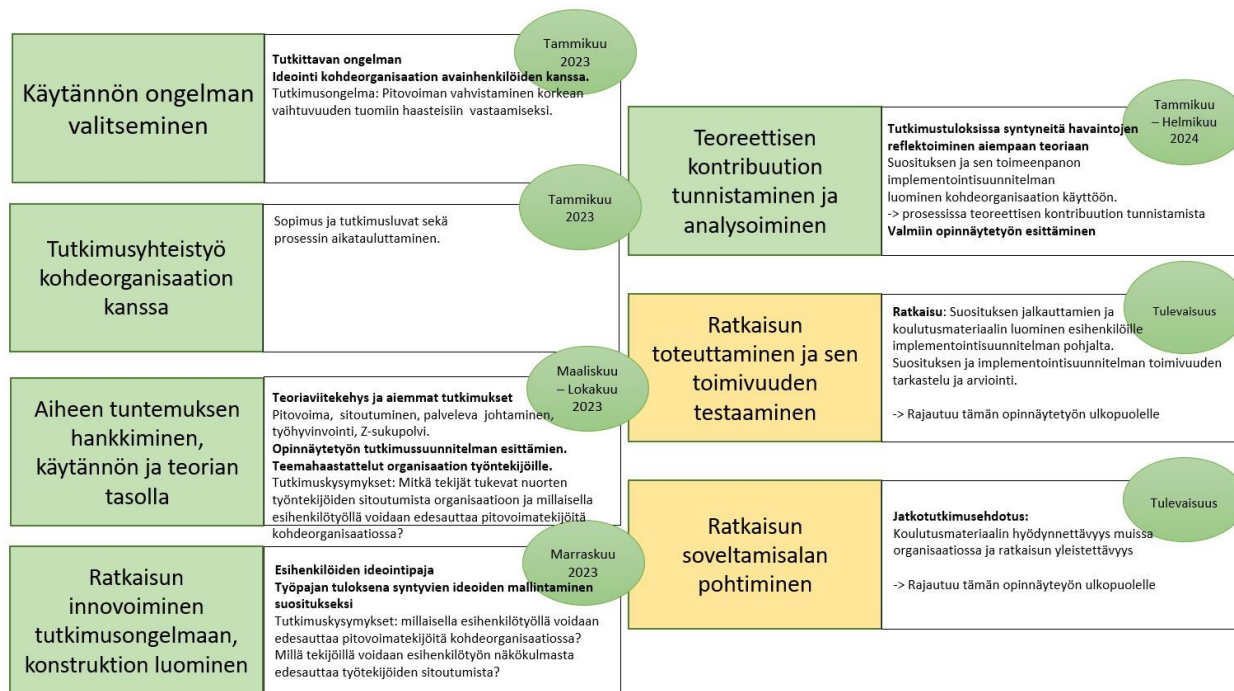 Käytännön ongelman
valitseminen
Tutkittavan ongelman
Ideointi kohdeorganisaation avainhenkilöiden kanssa.
Tutkimusongelma: Pitovoiman vahvistaminen korkean
vaihtuvuuden tuomiin haasteisiin vastaamiseksi.
Tammikuu
2023
Tutkimusyhteistyö
kohdeorganisaation
kanssa
Sopimus ja tutkimusluvat sekä
prosessin aikatauluttaminen.
Tammikuu
2023
Aiheen tuntemuksen
hankkiminen,
käytännön ja teorian
tasolla
Teoriaviitekehys ja aiemmat tutkimukset
Pitovoima, sitoutuminen, palveleva johtaminen,
työhyvinvointi, Z-sukupolvi.
Opinnäytetyön tutkimussuunnitelman esittämien.
Teemahaastattelut organisaation työntekijöille.
Tutkimuskysymykset: Mitkä tekijät tukevat nuorten
työntekijöiden sitoutumista organisaatioon ja millaisella
esihenkilötyöllä voidaan edesauttaa pitovoimatekijöitä
kohdeorganisaatiossa?
Maaliskuu
– Lokakuu
2023
Ratkaisun
innovoiminen
tutkimusongelmaan,
konstruktion luominen
Esihenkilöiden ideointipaja
Työpajan tuloksena syntyvien ideoiden mallintaminen
suositukseksi
Tutkimuskysymykset: millaisella esihenkilötyöllä voidaan
edesauttaa pitovoimatekijöitä kohdeorganisaatiossa?
Millä tekijöillä voidaan esihenkilötyön näkökulmasta
edesauttaa työtekijöiden sitoutumista?
Marraskuu
2023
Teoreettisen
kontribuution
tunnistaminen ja
analysoiminen
Tutkimustuloksissa syntyneitä havaintojen
reflektoiminen aiempaan teoriaan
Suosituksen ja sen toimeenpanon
implementointisuunnitelman
luominen kohdeorganisaation käyttöön.
-> prosessissa teoreettisen kontribuution tunnistamista
Valmiin opinnäytetyön esittäminen
Tammikuu
– Helmikuu
2024
Ratkaisun
toteuttaminen ja sen
toimivuuden
testaaminen
Ratkaisu: Suosituksen jalkauttamien ja
koulutusmateriaalin luominen esihenkilöille
implementointisuunnitelman pohjalta.
Suosituksen ja implementointisuunnitelman toimivuuden
tarkastelu ja arviointi.
-> Rajautuu tämän opinnäytetyön ulkopuolelle
Tulevaisuus
Ratkaisun
soveltamisalan
pohtiminen
Jatkotutkimusehdotus:
Koulutusmateriaalin hyödynnettävyys muissa
organisaatiossa ja ratkaisun yleistettävyys
-> Rajautuu tämän opinnäyteyön ulkopuolelle
Tulevaisuus